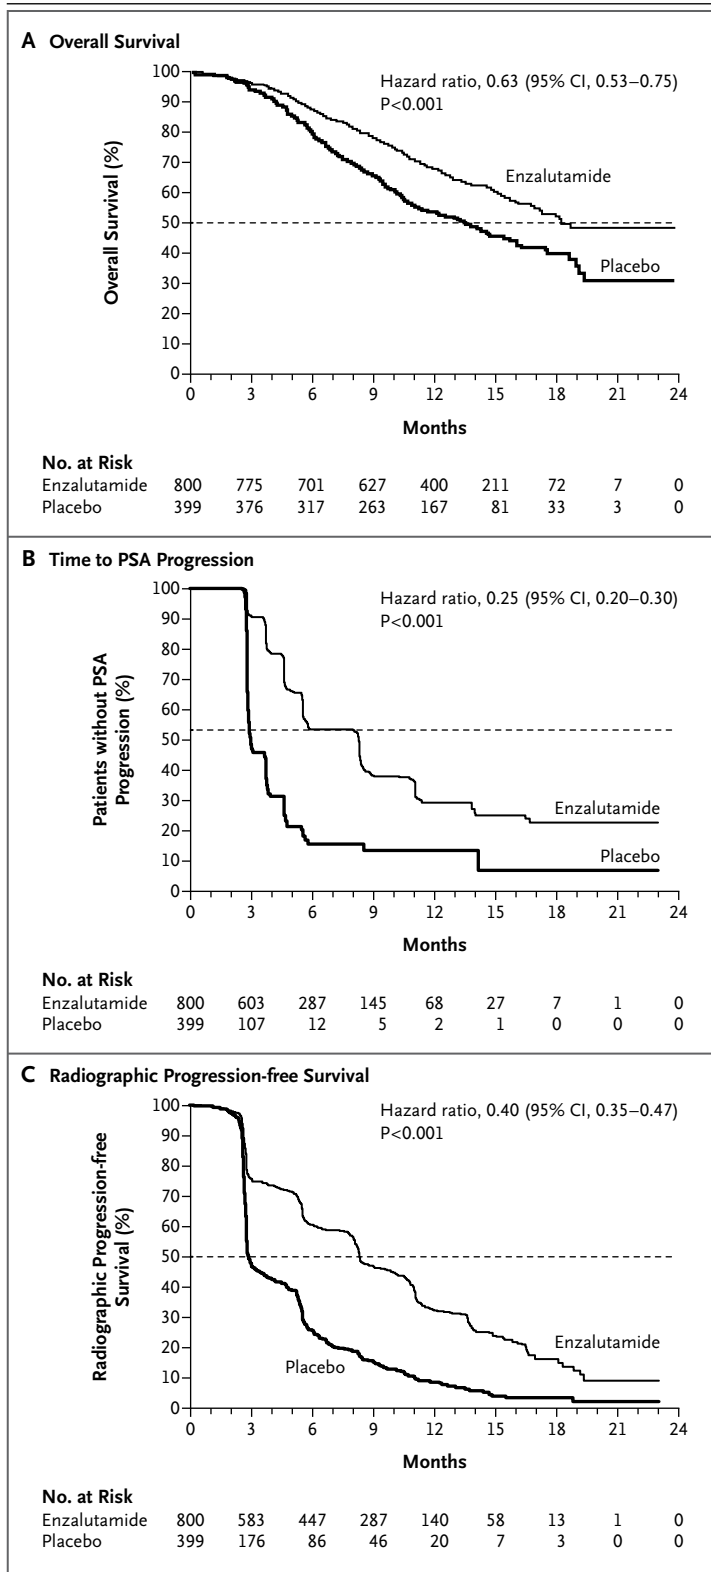 A Overall Survival
Hazard ratio, 0.63 (95% CI, 0.53–0.75)
P<0.001
Overall Survival (%)
100
90
80
70
60
50
40
30
20
10
0
Enzalutamide
Placebo
0 3 6 9 12 15 18 21 24
Months
No. at Risk
Enzalutamide 800 775 701 627 400 211 72 7 0
Placebo 399 376 317 263 167 81 33 3 0
B Time to PSA Progression
Hazard ratio, 0.25 (95% CI, 0.20–0.30)
P<0.001
Patients without PSA
Progression (%)
100
90
80
70
60
50
40
30
20
10
0
Enzalutamide
Placebo
0 3 6 9 12 15 18 21 24
Months
No. at Risk
Enzalutamide 800 603 287 145 68 27 7 1 0
Placebo 399 107 12 5 2 1 0 0 0
C Radiographic Progression-free Survival
Hazard ratio, 0.40 (95% CI, 0.35–0.47)
P<0.001
Radiographic Progression-free
Survival (%)
100
90
80
70
60
50
40
30
20
10
0
Enzalutamide
Placebo
0 3 6 9 12 15 18 21 24
Months
No. at Risk
Enzalutamide 800 583 447 287 140 58 13 1 0
Placebo 399 176 86 46 20 7 3 0 0